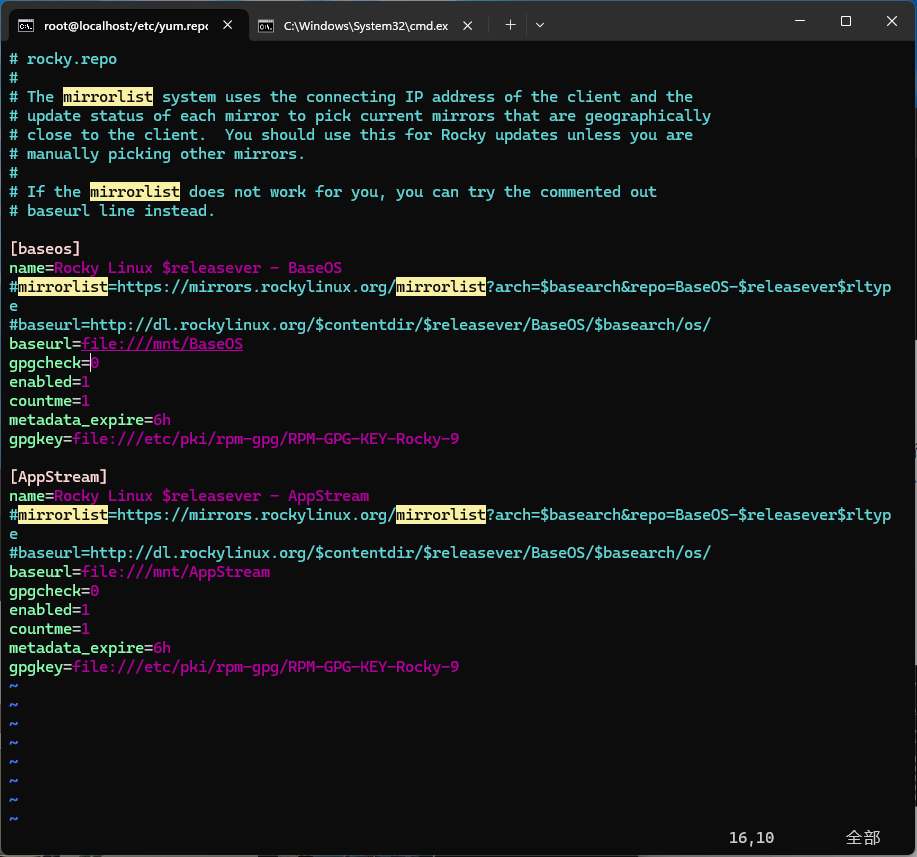 root@localhost:/etc/yum.repo
C:\Windows\System32\cmd.ex
# rocky.repo
#
# The mirrorlist system uses the connecting IP address of the client and the
# update status of each mirror to pick current mirrors that are geographically
# close to the client.  You should use this for Rocky updates unless you are
# manually picking other mirrors.
#
# If the mirrorlist does not work for you, you can try the commented out
# baseurl line instead.
[baseos]
name=Rocky Linux $releasever - BaseOS
#mirrorlist=https://mirrors.rockylinux.org/mirrorlist?arch=$basearch&repo=BaseOS-$releasever$rltyp
e
#baseurl=http://dl.rockylinux.org/$contentdir/$releasever/BaseOS/$basearch/os/
baseurl=file:///mnt/BaseOS
gpgcheck=0
enabled=1
countme=1
metadata_expire=6h
gpgkey=file:///etc/pki/rpm-gpg/RPM-GPG-KEY-Rocky-9
[AppStream]
name=Rocky Linux $releasever - AppStream
#mirrorlist=https://mirrors.rockylinux.org/mirrorlist?arch=$basearch&repo=BaseOS-$releasever$rltyp
e
#baseurl=http://dl.rockylinux.org/$contentdir/$releasever/BaseOS/$basearch/os/
baseurl=file:///mnt/AppStream
gpgcheck=0
enabled=1
countme=1
metadata_expire=6h
gpgkey=file:///etc/pki/rpm-gpg/RPM-GPG-KEY-Rocky-9
~
~
~
~
~
~
~
~
16,10 全部